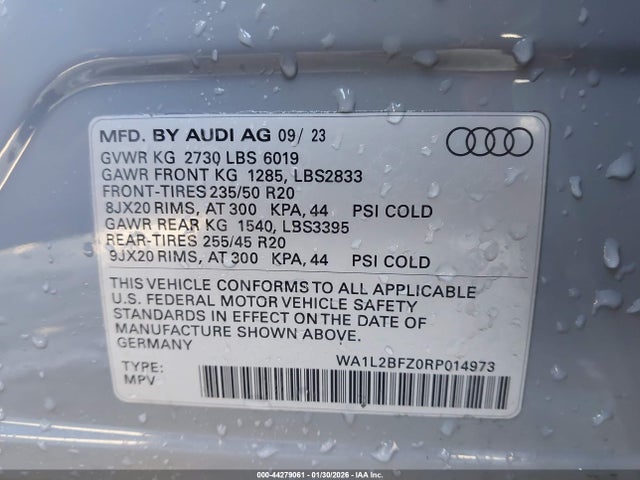 MFD. BY AUDI AG 09/ 23
GVWR KG 2730 LBS 6019
GAWR FRONT KG 1285, LBS2833
FRONT-TIRES 235/50 R20
8JX20 RIMS, AT 300 KPA, 44 PSI COLD
GAWR REAR KG 1540, LBS3395
REAR-TIRES 255/45 R20
9JX20 RIMS, AT 300 KPA, 44 PSI COLD
THIS VEHICLE CONFORMS TO ALL APPLICABLE
U.S. FEDERAL MOTOR VEHICLE SAFETY
STANDARDS IN EFFECT ON THE DATE OF
MANUFACTURE SHOWN ABOVE.
GERMANY
TYPE: WA1L2BFZ0RP014973
MPV
000-44279061 - 01/30/2026 - IAA Inc.